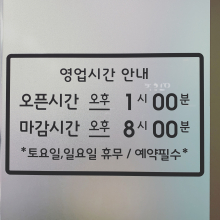 영업시간 안내
오픈시간 오후 1시 00분
마감시간 오후 8시 00분
*토요일,일요일 휴무 / 예약필수*